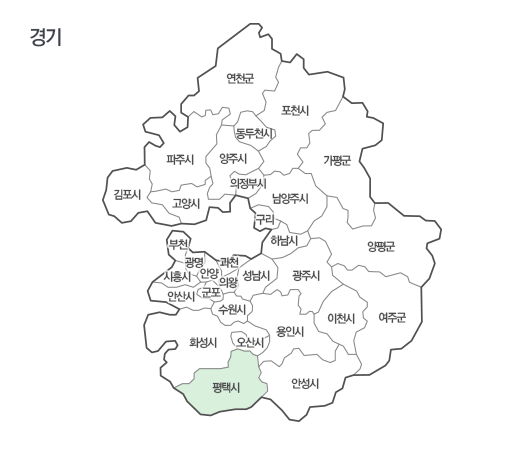 경기
연천군
포천시
동두천시
파주시
양주시
가평군
의정부시
김포시
고양시
남양주시
구리
하남시
부천
양평군
광명
과천
시흥시
안양
성남시
광주시
의왕
안산시
군포
수원시
이천시
여주군
용인시
화성시
오산시
평택시
안성시